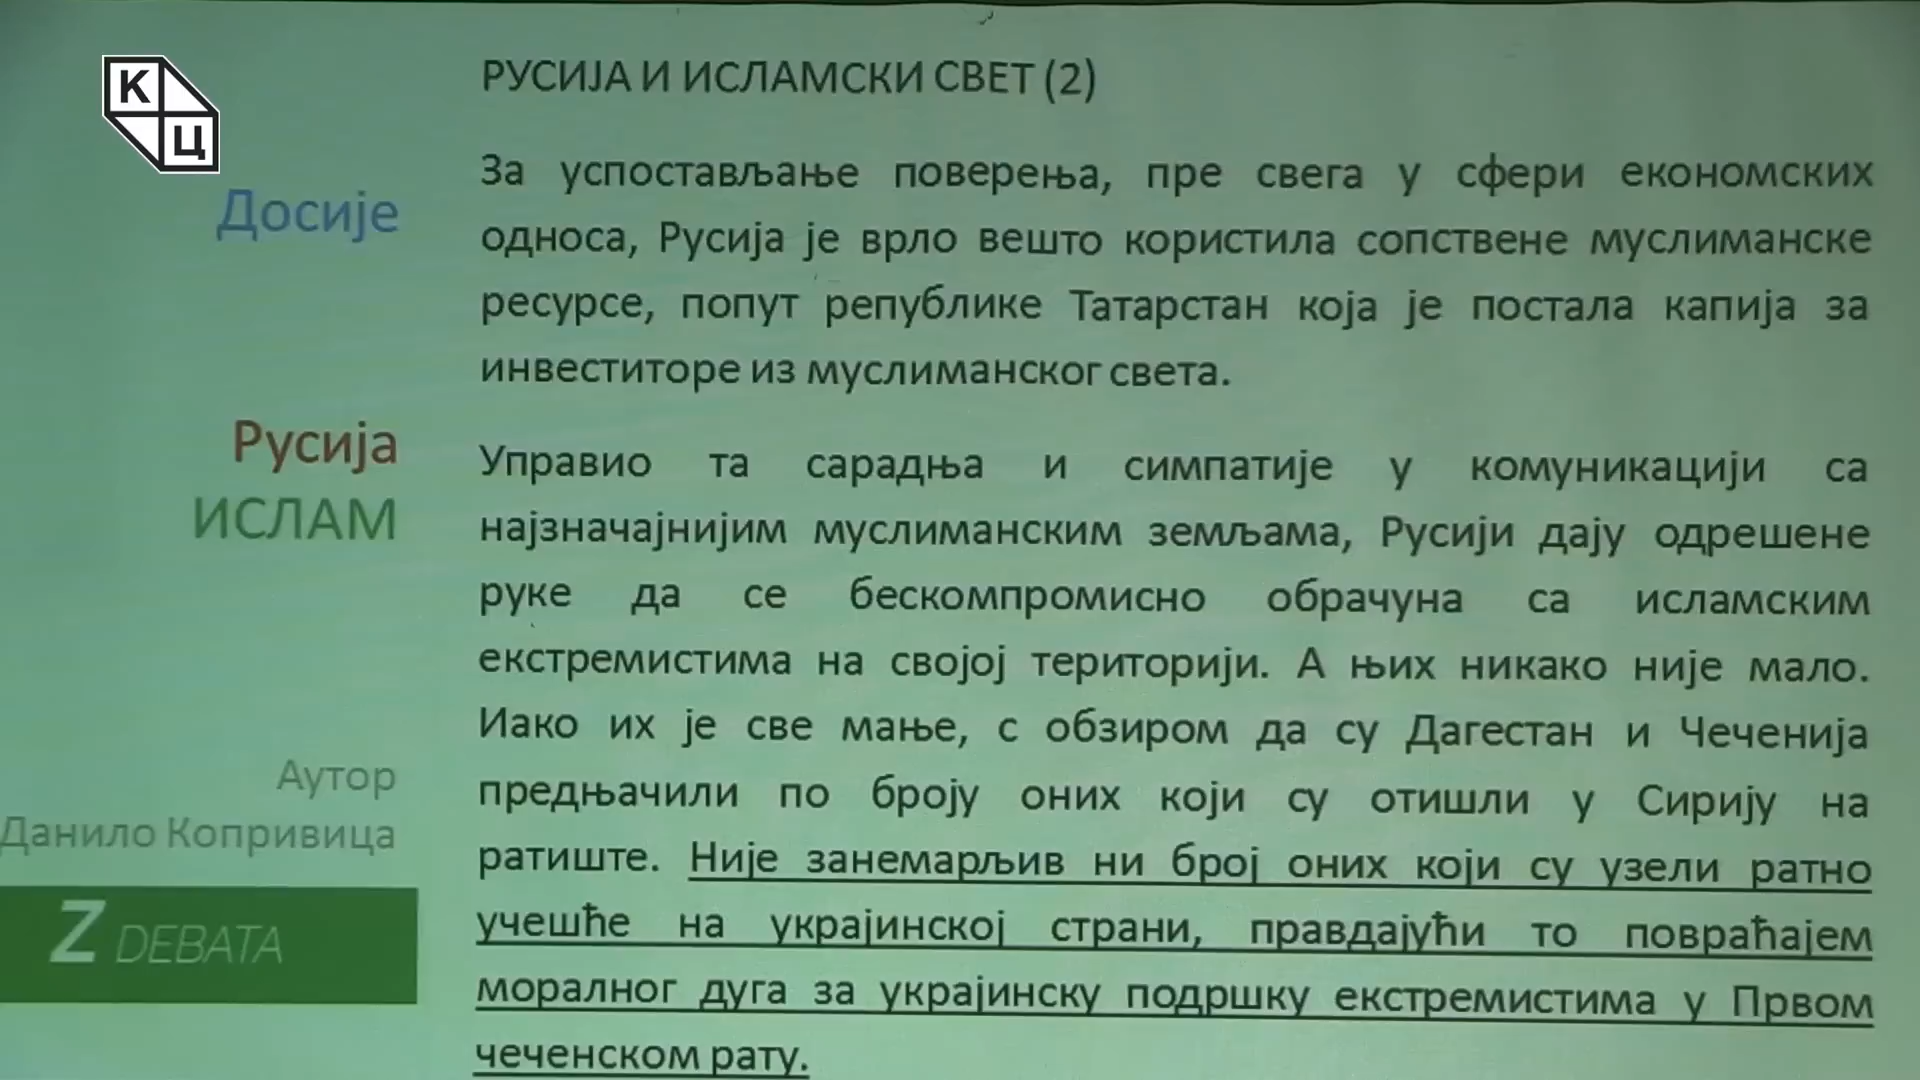 К
Ц
Досије
Русија
ИСЛАМ
Аутор
Данило Копривица
Z DEBATA
РУСИЈА И ИСЛАМСКИ СВЕТ (2)
За успостављање поверења, пре свега у сфери економских
односа, Русија је врло вешто користила сопствене муслиманске
ресурсе, попут републике Татарстан која је постала капија за
инвеститоре из муслиманског света.
Управио та сарадња и симпатије у комуникацији са
најзначајнијим муслиманским земљама, Русији дају одрешене
руке да се бескомпромисно обрачуна са исламским
екстремистима на својој територији. А њих никако није мало.
Иако их је све мање, с обзиром да су Дагестан и Чеченија
предњачили по броју оних који су отишли у Сирију на
ратиште. Није занемарљив ни број оних који су узели ратно
учешће на украјинској страни, правдајући то повраћајем
моралног дуга за украјинску подршку екстремистима у Првом
чеченском рату.